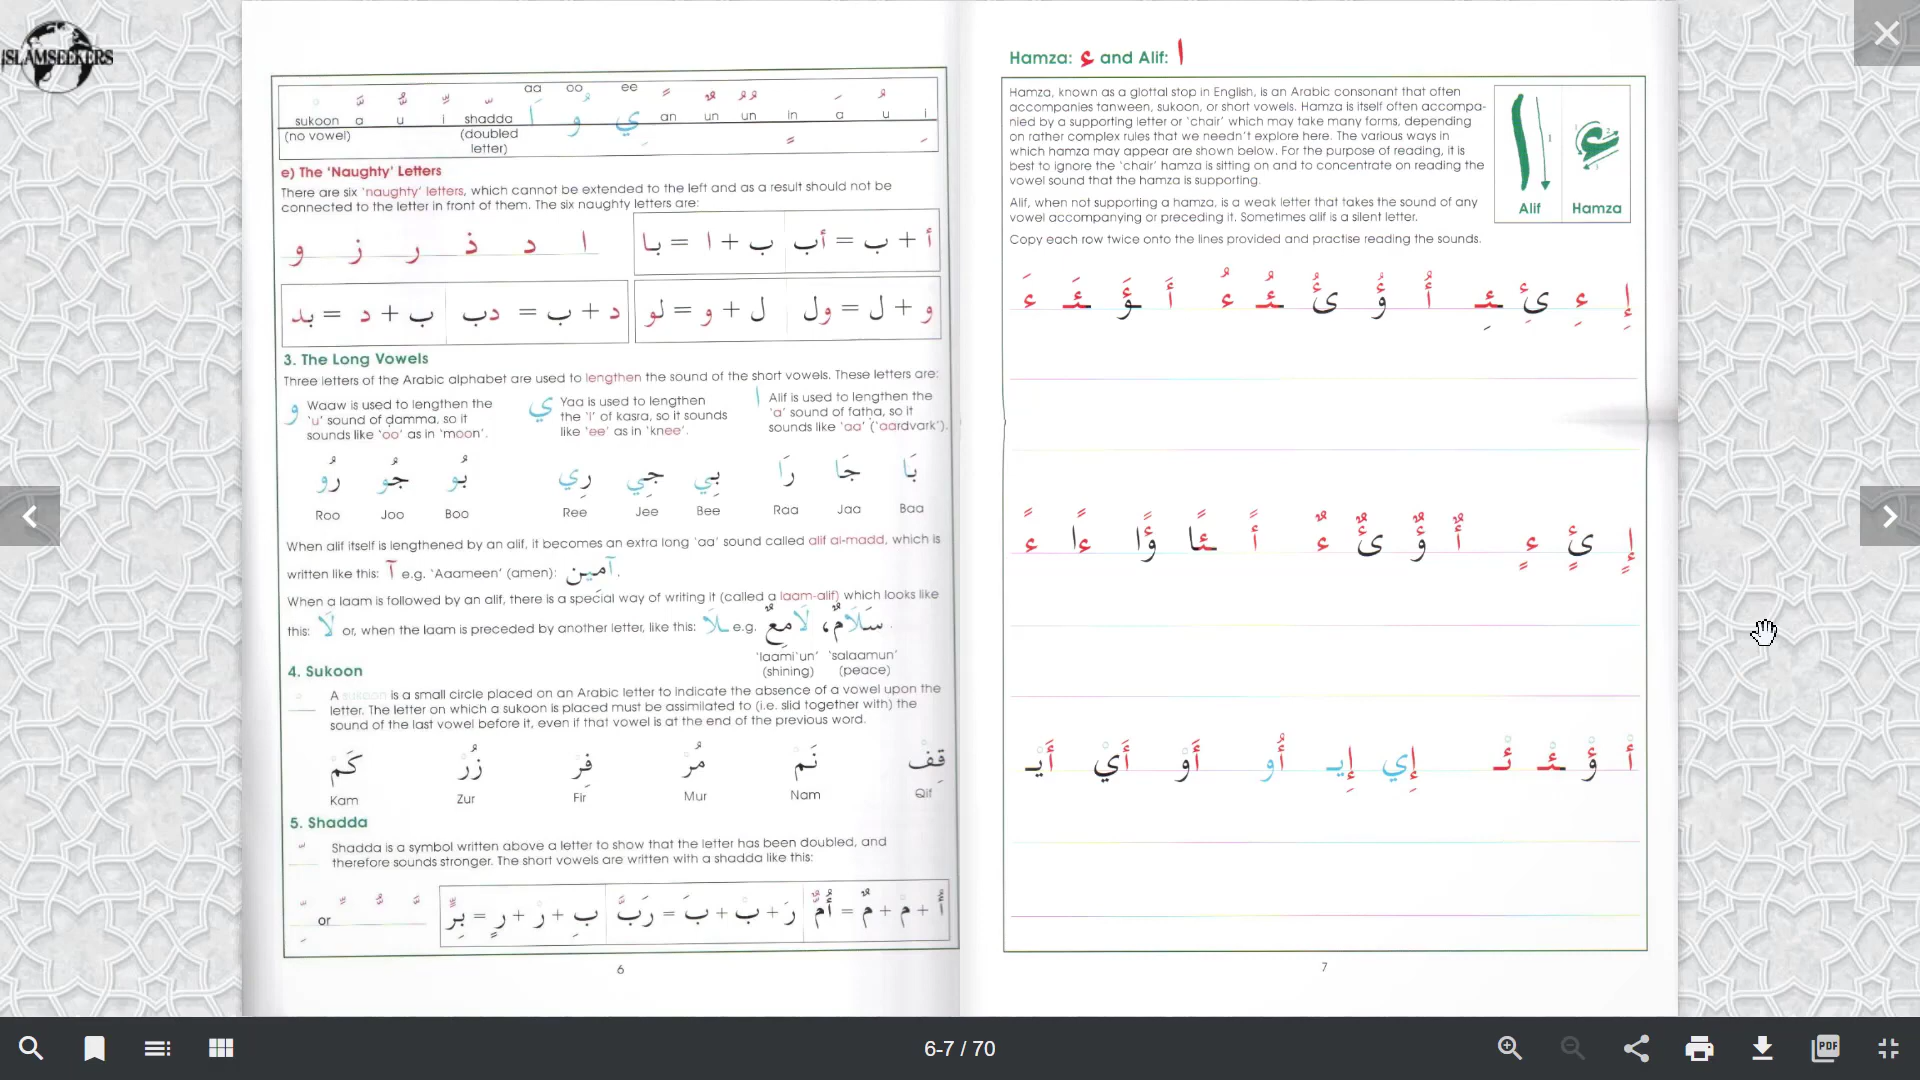 ISLAMSEEKERS
aa oo ee
sukoon a u i shadda an un un in a u i
(no vowel) (doubled
letter)
e) The 'Naughty' Letters
There are six 'naughty' letters, which cannot be extended to the left and as a result should not be
connected to the letter in front of them. The six naughty letters are:
ا د ذ ر ز و
أ + ب = أب
ب + ا = با
و + ل = ول
ل + و = لو
د + ب = دب
ب + د = بد
3. The Long Vowels
Three letters of the Arabic alphabet are used to lengthen the sound of the short vowels. These letters are:
و Waaw is used to lengthen the
'u' sound of damma, so it
sounds like 'oo' as in 'moon'.
ي Yaa is used to lengthen
the 'i' of kasra, so it sounds
like 'ee' as in 'knee'.
ا Alif is used to lengthen the
'a' sound of fatha, so it
sounds like 'aa' ('aardvark').
بَا جَا رَا بِي جِي رِي بُو جُو رُو
Roo Joo Boo Ree Jee Bee Raa Jaa Baa
When alif itself is lengthened by an alif, it becomes an extra long 'aa' sound called alif al-madd, which is
written like this: آ e.g. 'Aaameen' (amen): آمين.
When a laam is followed by an alif, there is a special way of writing it (called a laam-alif) which looks like
this: لَا or, when the laam is preceded by another letter, like this: ـلَا e.g. سَلَامٌ، لَامِعٌ .
'laami'un' 'salaamun'
(shining) (peace)
4. Sukoon
A sukoon is a small circle placed on an Arabic letter to indicate the absence of a vowel upon the
letter. The letter on which a sukoon is placed must be assimilated to (i.e. slid together with) the
sound of the last vowel before it, even if that vowel is at the end of the previous word.
قِفْ نَمْ مُرْ فِرْ زُرْ كَمْ
Kam Zur Fir Mur Nam Qif
5. Shadda
Shadda is a symbol written above a letter to show that the letter has been doubled, and
therefore sounds stronger. The short vowels are written with a shadda like this:
or
أُ + مْ + مٌ = أُمٌّ
رَ + بْ + بَ = رَبَّ
بِ + رْ + رٍ = بِرٍّ
6
Hamza: ء and Alif: ا
Hamza, known as a glottal stop in English, is an Arabic consonant that often
accompanies tanween, sukoon, or short vowels. Hamza is itself often accompa-
nied by a supporting letter or 'chair' which may take many forms, depending
on rather complex rules that we needn't explore here. The various ways in
which hamza may appear are shown below. For the purpose of reading, it is
best to ignore the 'chair' hamza is sitting on and to concentrate on reading the
vowel sound that the hamza is supporting.
Alif, when not supporting a hamza, is a weak letter that takes the sound of any
vowel accompanying or preceding it. Sometimes alif is a silent letter.
Copy each row twice onto the lines provided and practise reading the sounds.
ا ء
Alif Hamza
إِ ءِ ئِ ـئِـ أُ ؤُ ئُ ـئُـ ءُ أَ ؤَ ـئَـ ءَ
إٍ ئٍ ءٍ أٌ ؤٌ ئٌ ءٌ أً ـئًا ؤًا ءًا ءً
أْ ؤْ ـئْـ ئْـ إِي إِيـ أُو أَوْ أَيْ أَيْـ
7
6-7 / 70
PDF